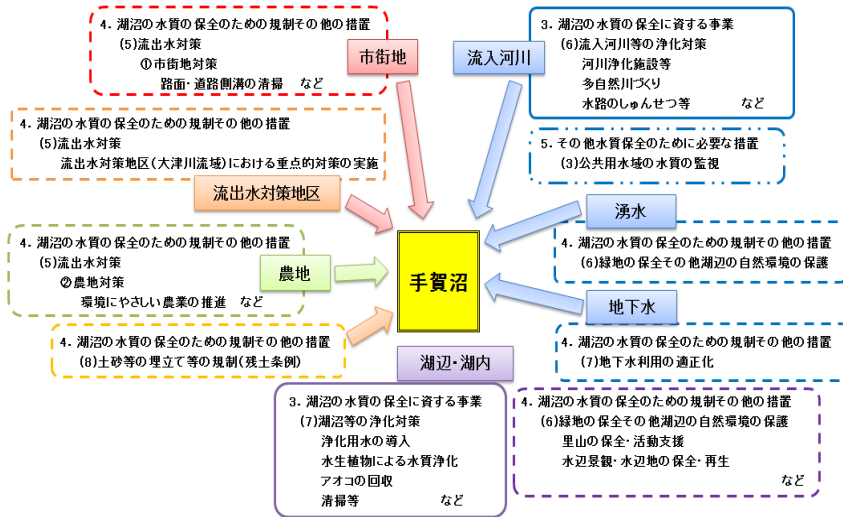 4. 湖沼の水質の保全のための規制その他の措置
(5)流出水対策
①市街地対策
路面・道路側溝の清掃 など
市街地
流入河川
3. 湖沼の水質の保全に資する事業
(6)流入河川等の浄化対策
河川浄化施設等
多自然川づくり
水路のしゅんせつ等 など
4. 湖沼の水質の保全のための規制その他の措置
(5)流出水対策
流出水対策地区(大津川流域)における重点的対策の実施
流出水対策地区
5. その他水質保全のために必要な措置
(3)公共用水域の水質の監視
湧水
4. 湖沼の水質の保全のための規制その他の措置
(6)緑地の保全その他湖辺の自然環境の保護
4. 湖沼の水質の保全のための規制その他の措置
(5)流出水対策
②農地対策
環境にやさしい農業の推進 など
農地
手賀沼
地下水
4. 湖沼の水質の保全のための規制その他の措置
(7)地下水利用の適正化
4. 湖沼の水質の保全のための規制その他の措置
(8)土砂等の埋立て等の規制(残土条例)
湖辺・湖内
3. 湖沼の水質の保全に資する事業
(7)湖沼等の浄化対策
浄化用水の導入
水生植物による水質浄化
アオコの回収
清掃等 など
4. 湖沼の水質の保全のための規制その他の措置
(6)緑地の保全その他湖辺の自然環境の保護
里山の保全・活動支援
水辺景観・水辺地の保全・再生
など